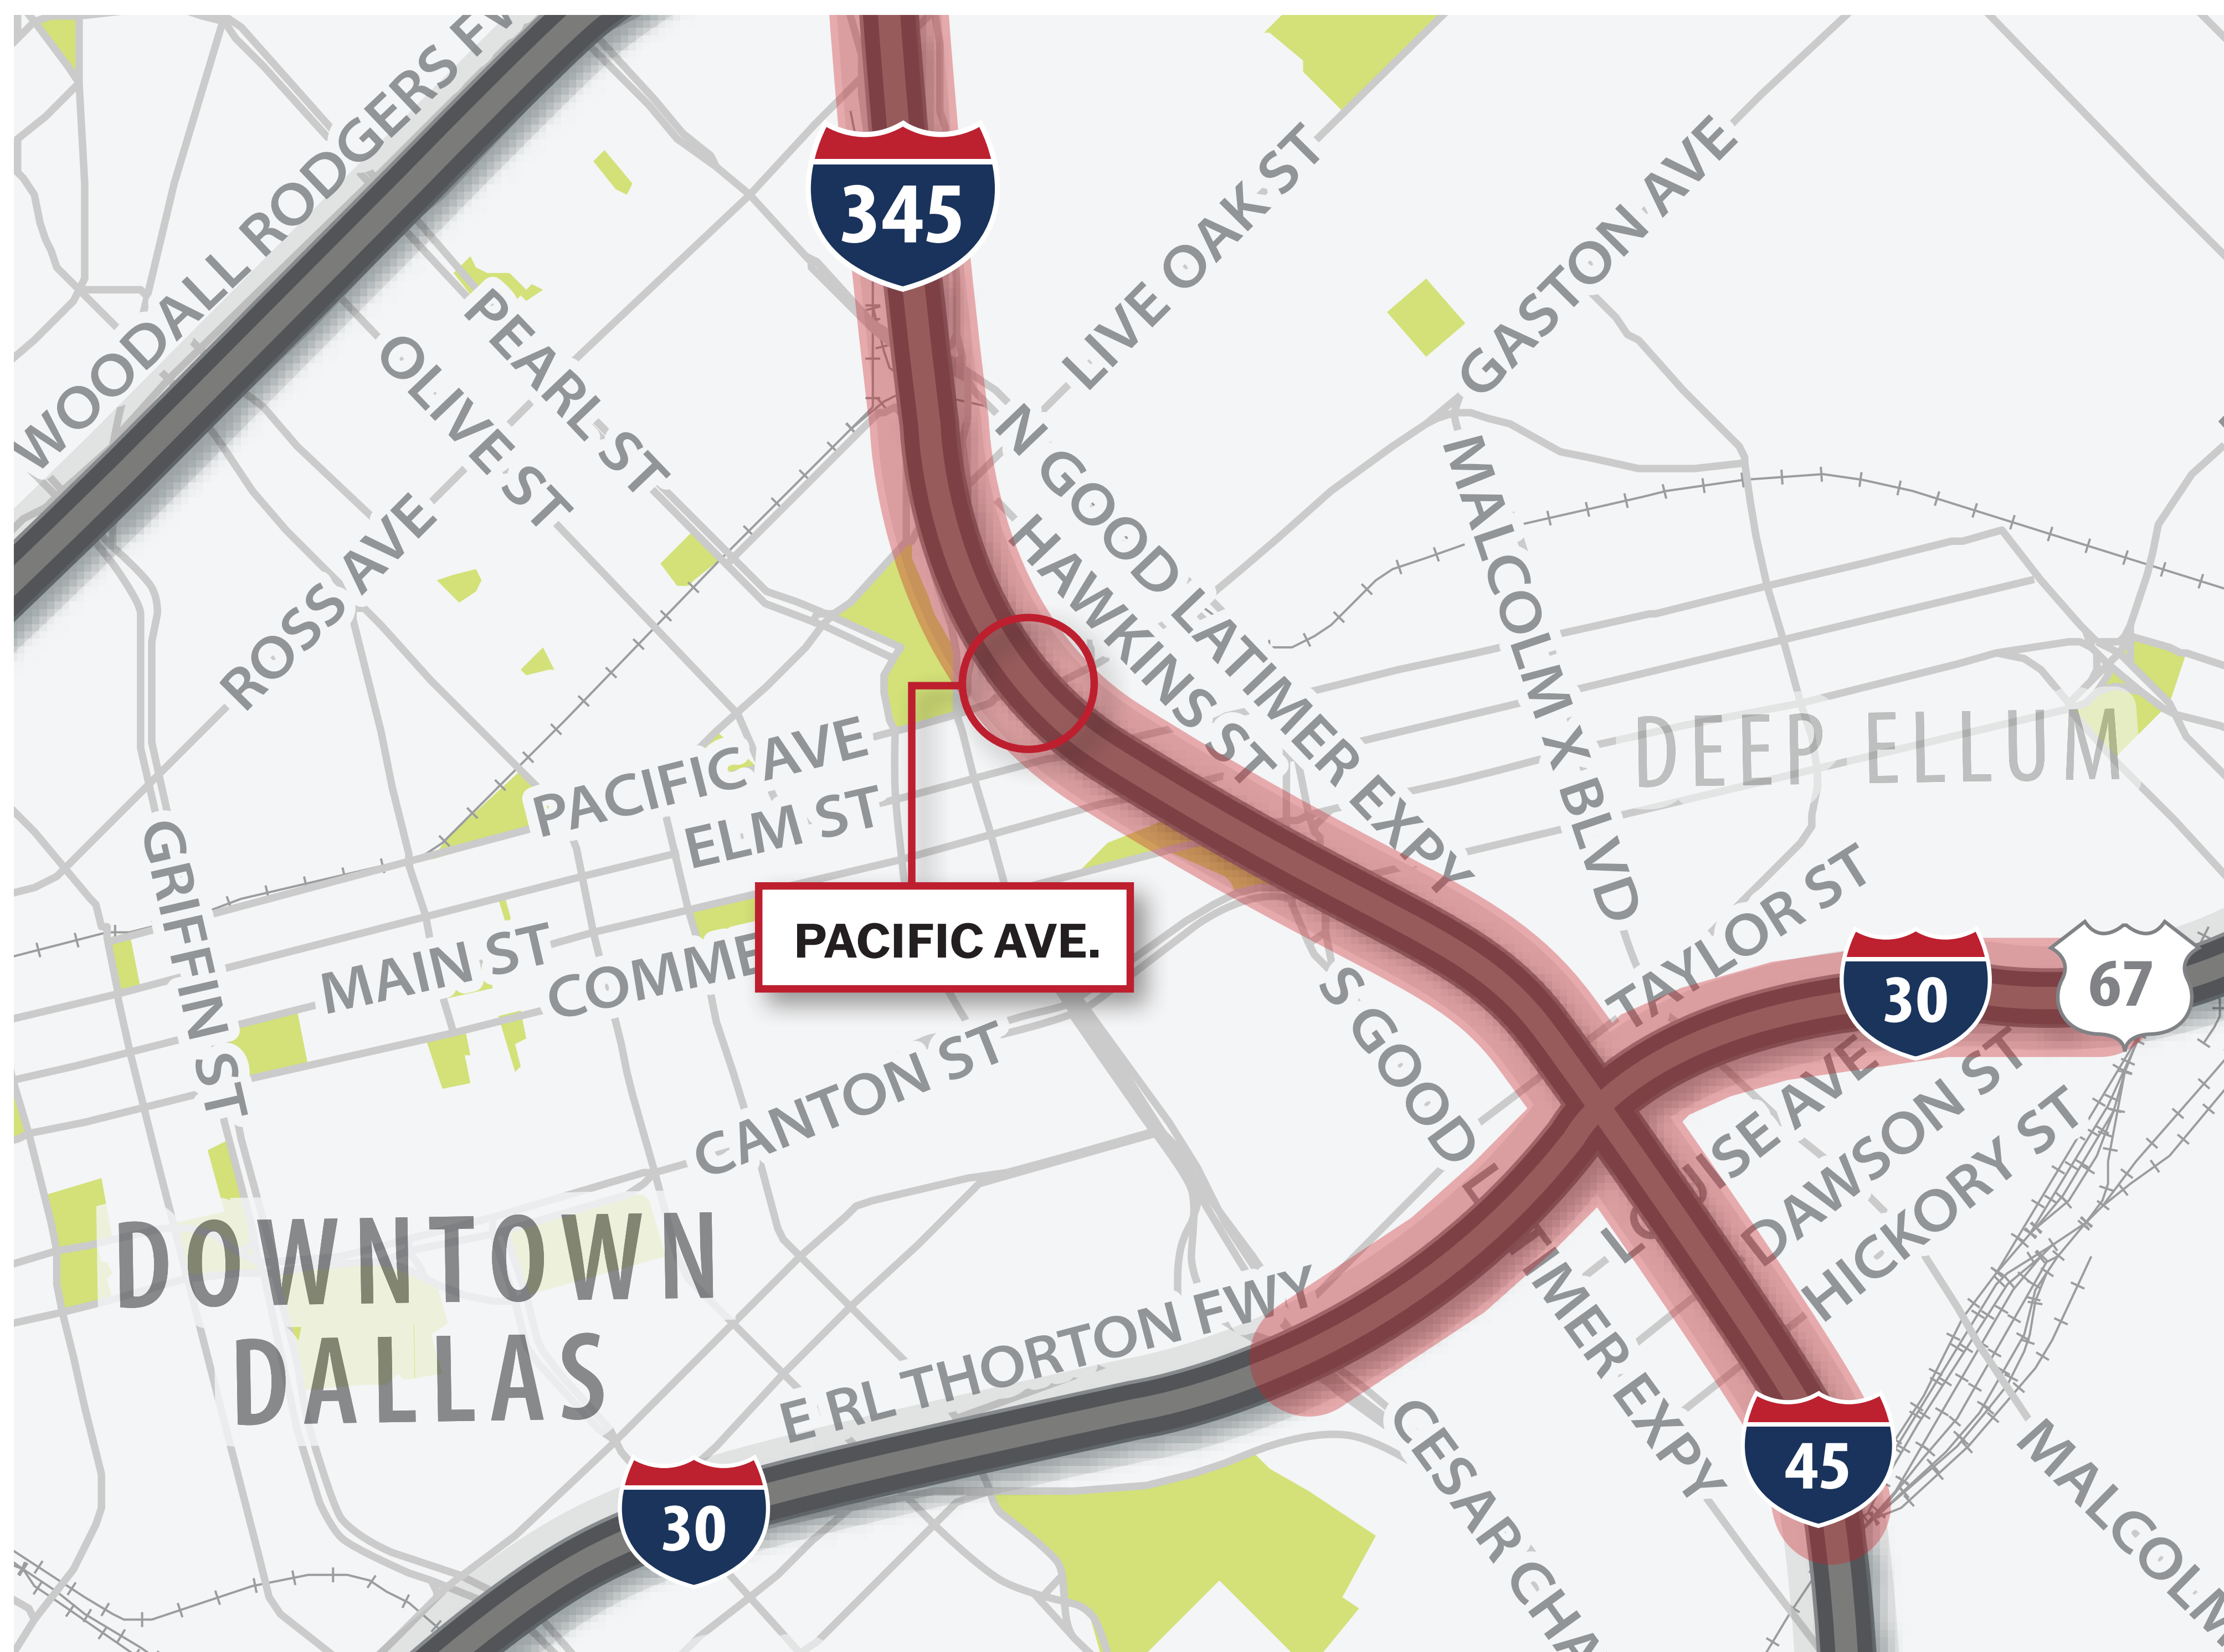 WOODALL RODGERS FW
345
LIVE OAK ST
GASTON AVE
PEARL ST
OLIVE ST
ROSS AVE
N GOOD LATIMER EXPY
HAWKINS ST
MALCOLM X BLVD
DEEP ELLUM
PACIFIC AVE
ELM ST
GRIFFIN ST
MAIN ST
COMME
PACIFIC AVE.
CANTON ST
TAYLOR ST
30
67
S GOOD LATIMER EXPY
LOUISE AVE
DAWSON ST
HICKORY ST
DOWNTOWN
DALLAS
E RL THORTON FWY
CESAR CHA
45
30
MALCOLM